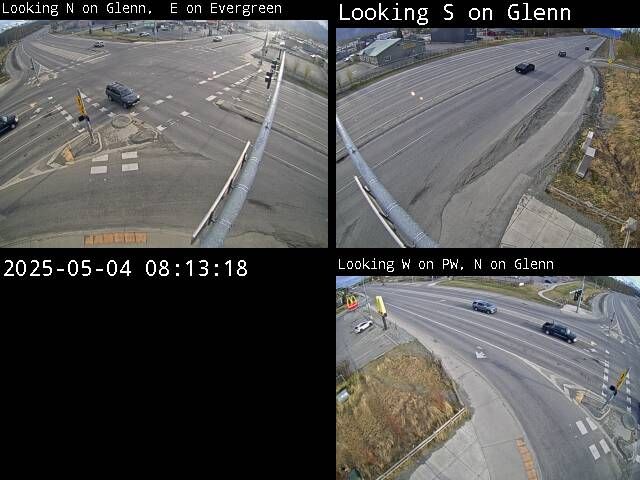 Looking N on Glenn,  E on Evergreen
Looking S on Glenn
2025-05-04 08:13:18
Looking W on PW, N on Glenn